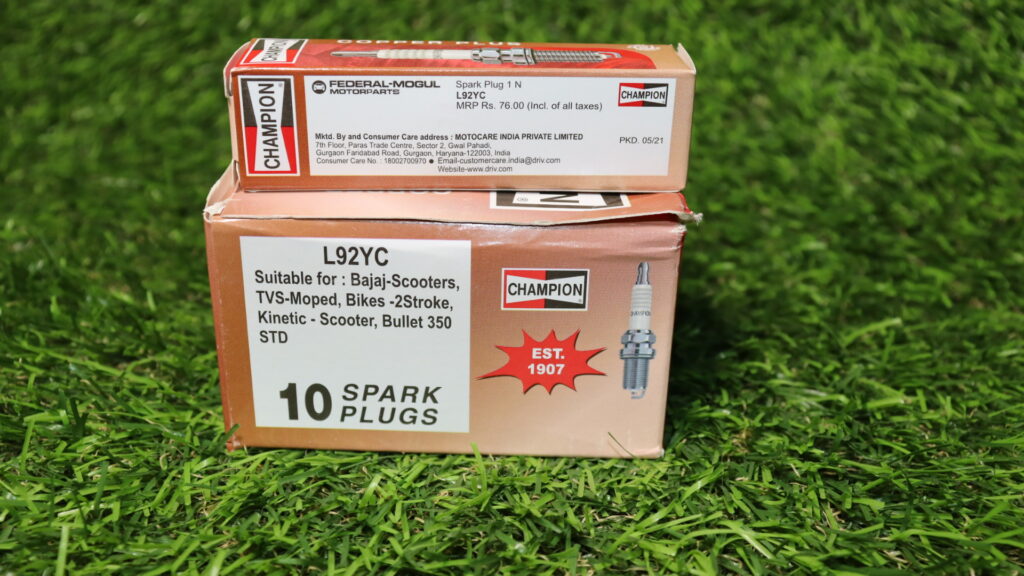 COPPER PLUG
CHAMPION
CHAMPION
FEDERAL-MOGUL
MOTORPARTS
Spark Plug 1 N
L92YC
MRP Rs. 76.00 (Incl. of all taxes)
CHAMPION
PKD. 05/21
Mktd. By and Consumer Care address : MOTOCARE INDIA PRIVATE LIMITED
7th Floor, Paras Trade Centre, Sector 2, Gwal Pahadi,
Gurgaon Faridabad Road, Gurgaon, Haryana-122003, India
Consumer Care No. : 18002700970 ● Email-customercare.india@driv.com
Website-www.driv.com
L92YC
Suitable for : Bajaj-Scooters,
TVS-Moped, Bikes -2Stroke,
Kinetic - Scooter, Bullet 350
STD
10 SPARK
PLUGS
CHAMPION
EST.
1907